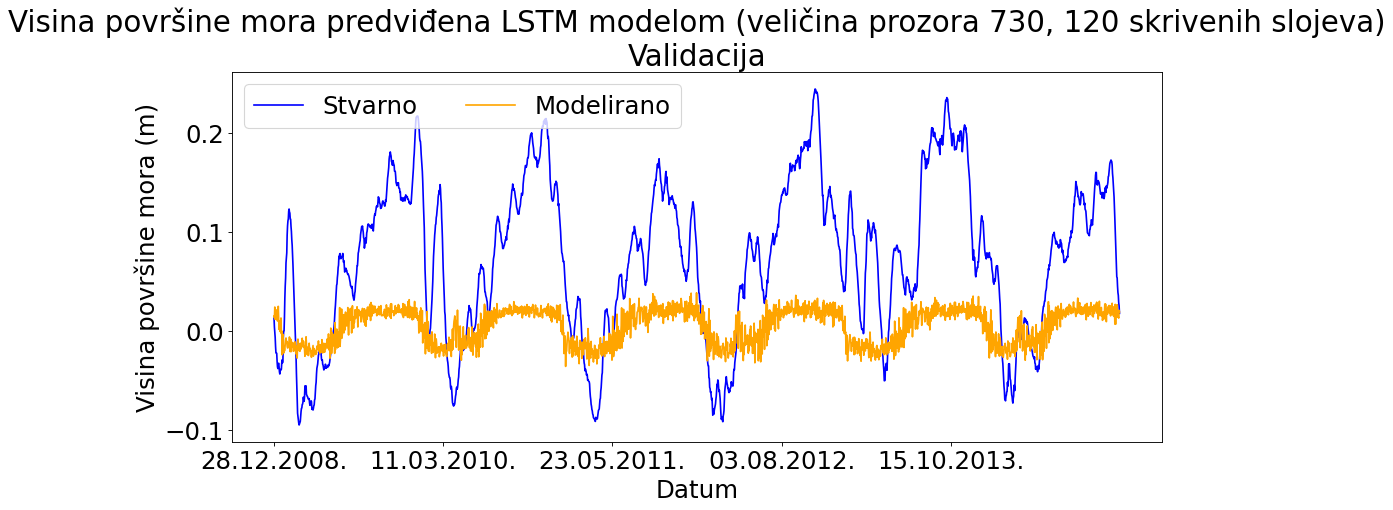 Visina površine mora predviđena LSTM modelom (veličina prozora 730, 120 skrivenih slojeva)
Validacija
Stvarno Modelirano
Visina površine mora (m)
0.2
0.1
0.0
−0.1
28.12.2008. 11.03.2010. 23.05.2011. 03.08.2012. 15.10.2013.
Datum